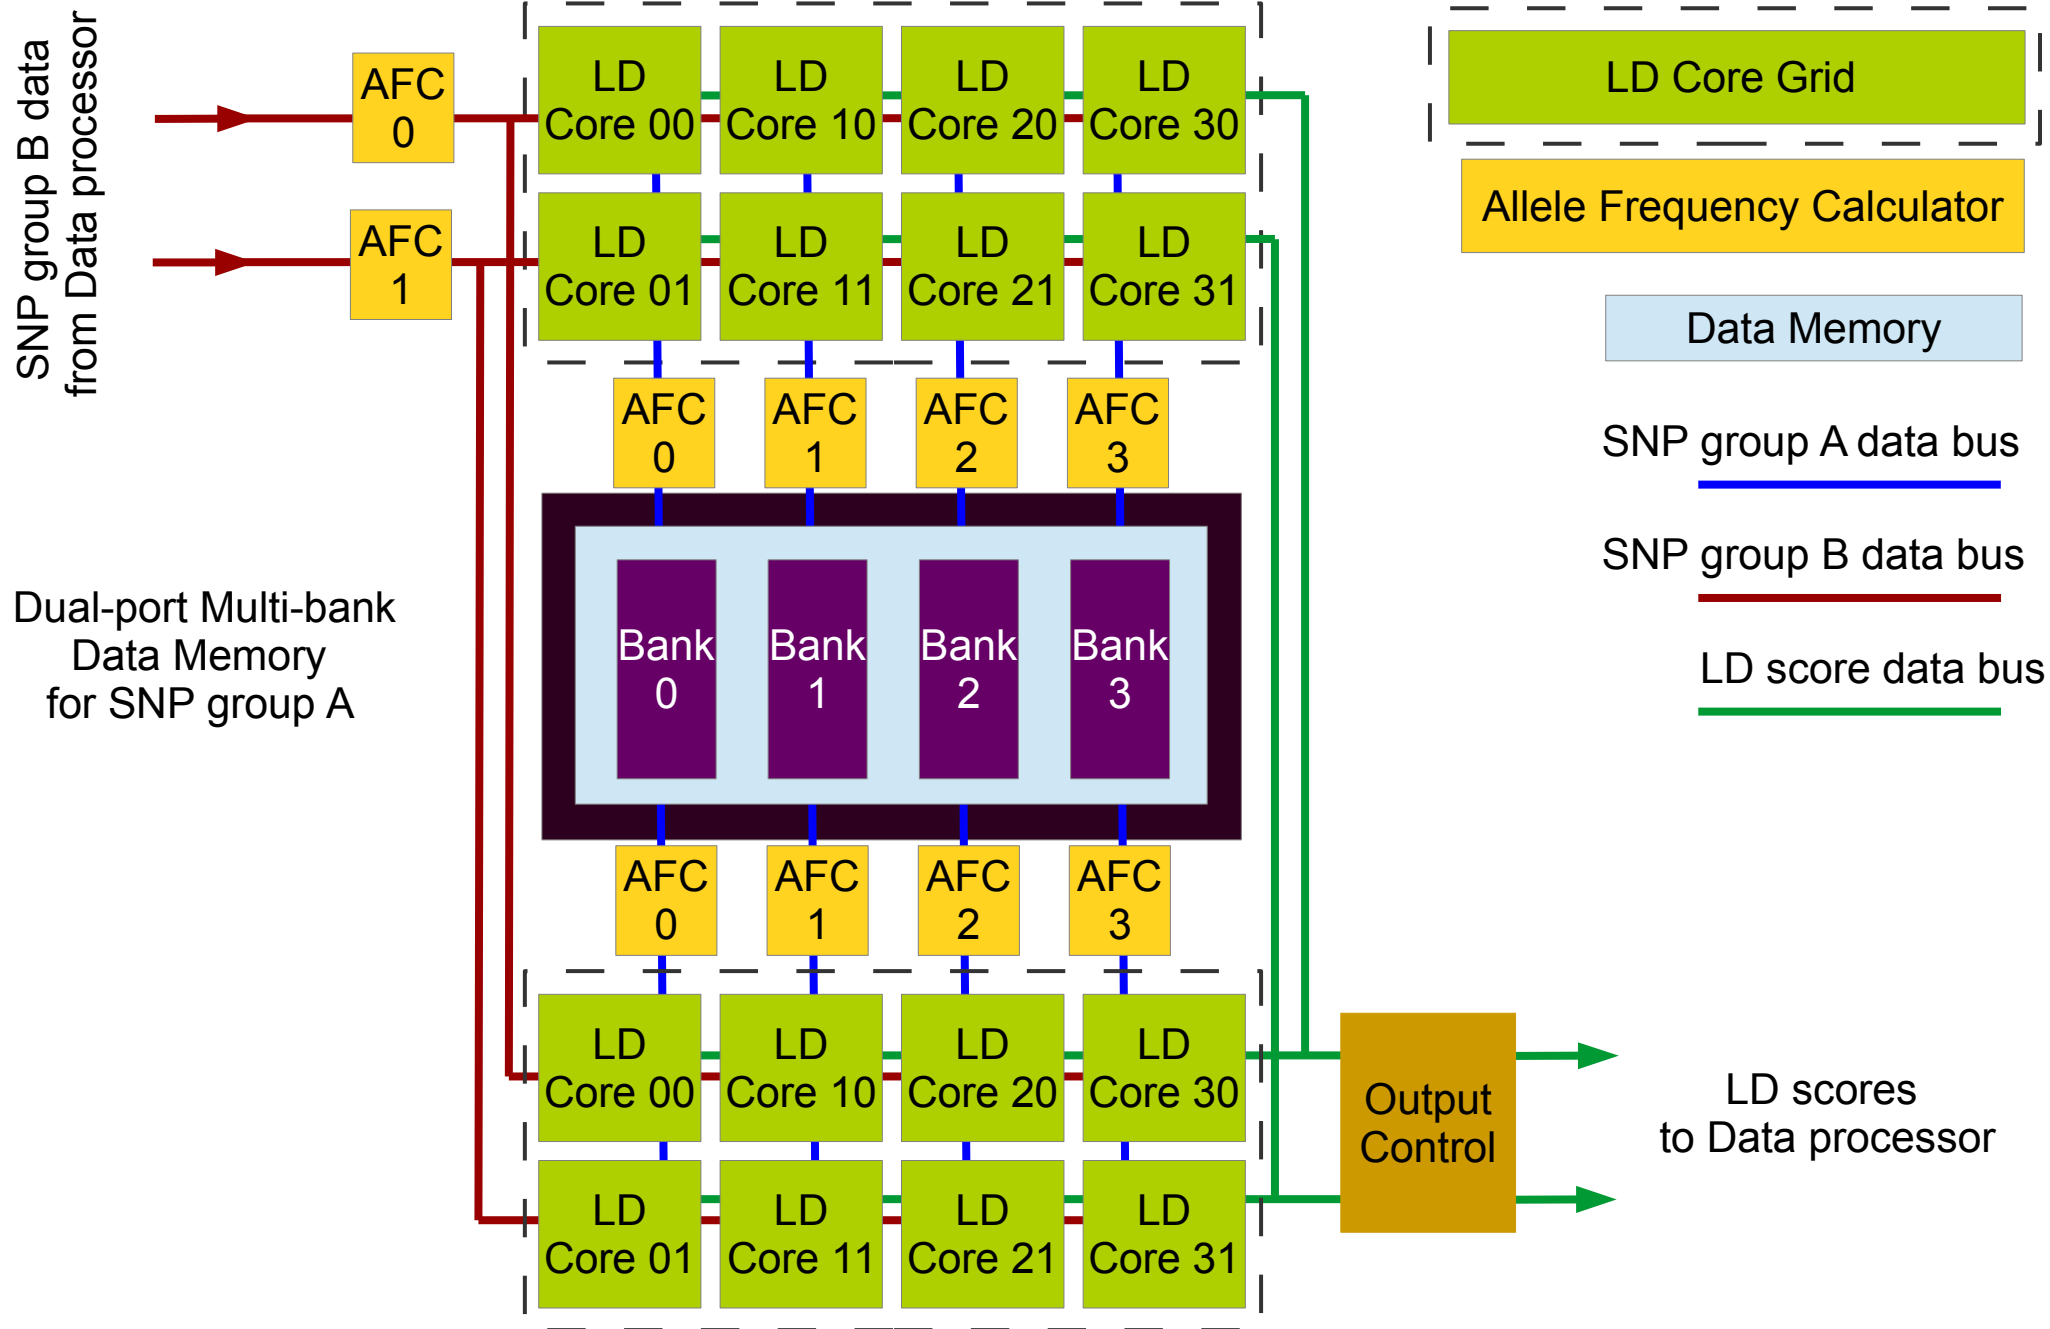 SNP group B data
from Data processor
AFC
0
AFC
1
LD
Core 00
LD
Core 10
LD
Core 20
LD
Core 30
LD
Core 01
LD
Core 11
LD
Core 21
LD
Core 31
AFC
0
AFC
1
AFC
2
AFC
3
Dual-port Multi-bank
Data Memory
for SNP group A
Bank
0
Bank
1
Bank
2
Bank
3
AFC
0
AFC
1
AFC
2
AFC
3
LD
Core 00
LD
Core 10
LD
Core 20
LD
Core 30
LD
Core 01
LD
Core 11
LD
Core 21
LD
Core 31
Output
Control
LD scores
to Data processor
LD Core Grid
Allele Frequency Calculator
Data Memory
SNP group A data bus
SNP group B data bus
LD score data bus